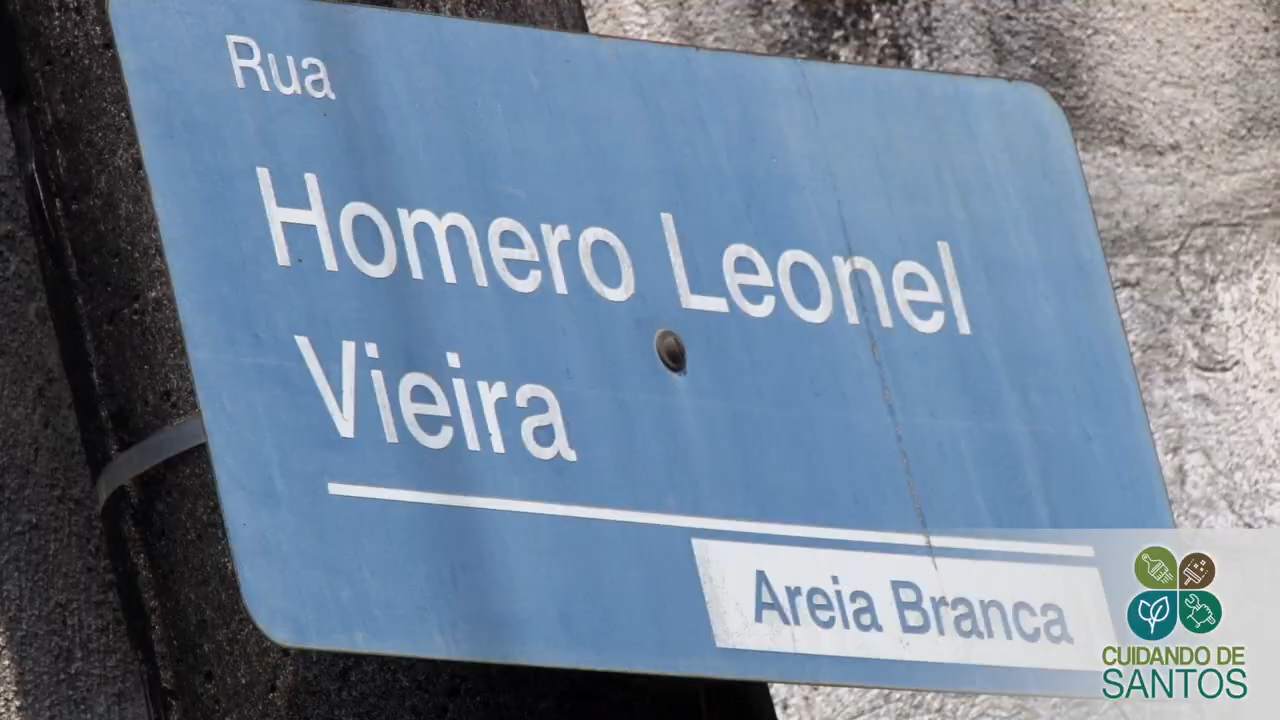 Rua
Homero Leonel
Vieira
Areia Branca
CUIDANDO DE
SANTOS